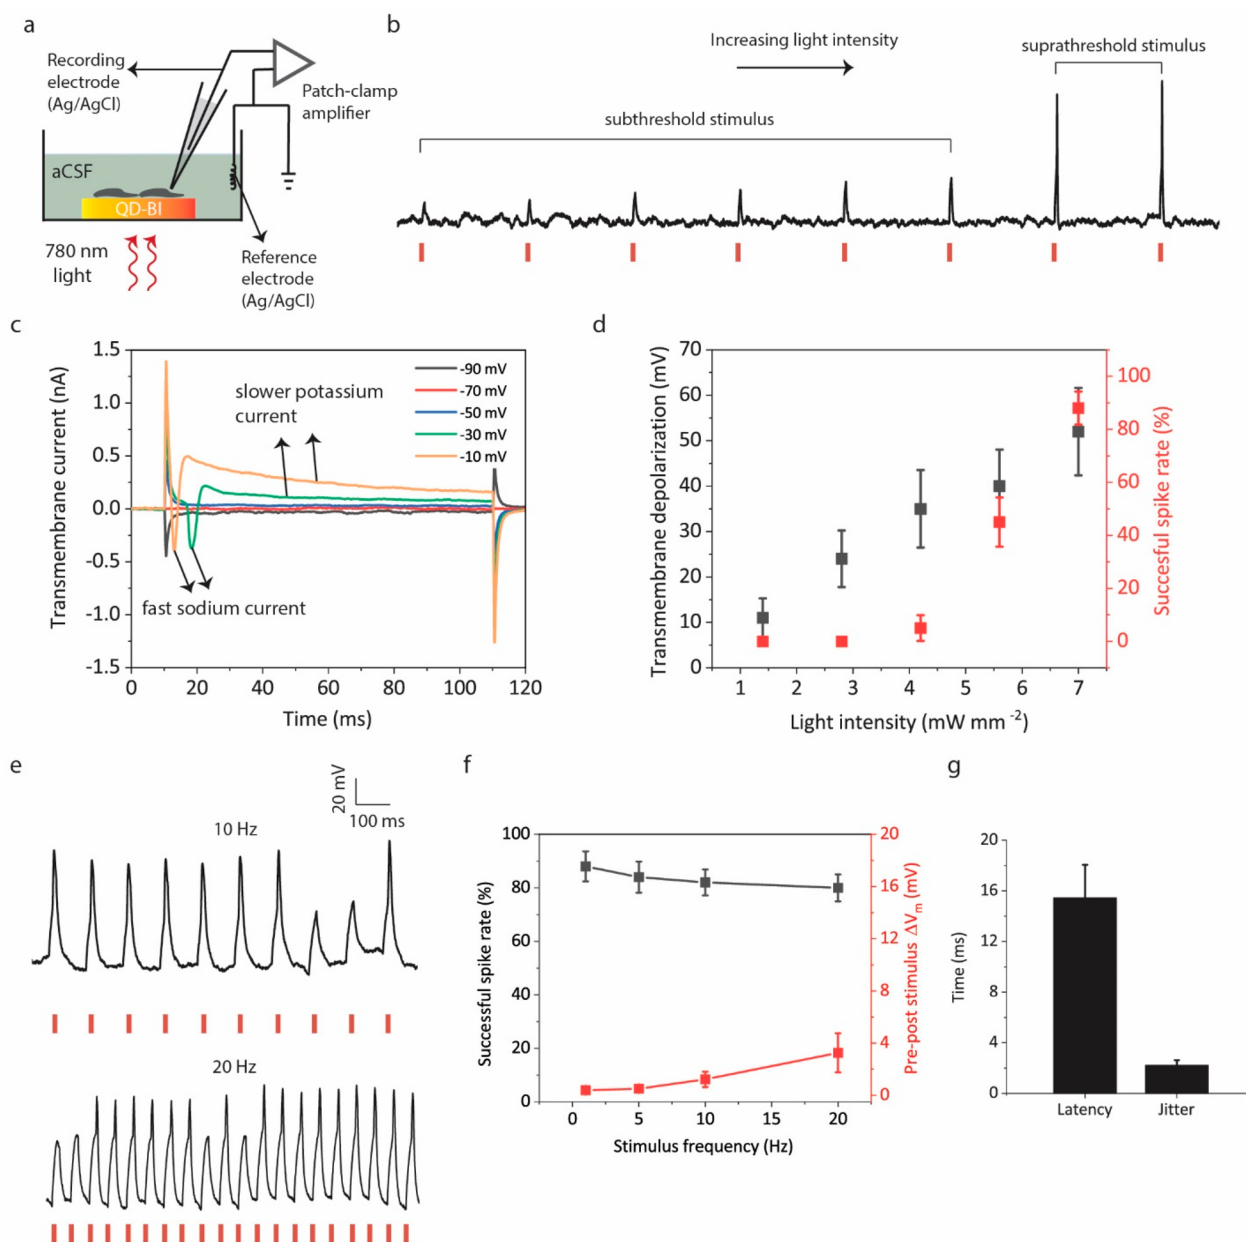 a
Recording
electrode
(Ag/AgCl)
Patch-clamp
amplifier
aCSF
QD-BI
780 nm
light
Reference
electrode
(Ag/AgCl)
b
Increasing light intensity
suprathreshold stimulus
subthreshold stimulus
c
Transmembrane current (nA)
1.5
1.0
0.5
0.0
-0.5
-1.0
-1.5
slower potassium
current
-90 mV
-70 mV
-50 mV
-30 mV
-10 mV
fast sodium current
0 20 40 60 80 100 120
Time (ms)
d
Transmembrane depolarization (mV)
70
60
50
40
30
20
10
0
100
80
60
40
20
0
Succesful spike rate (%)
1 2 3 4 5 6 7
Light intensity (mW mm -2)
e
20 mV
100 ms
10 Hz
20 Hz
f
Successful spike rate (%)
100
80
60
40
20
0
20
16
12
8
4
0
Pre-post stimulus ΔVm (mV)
0 5 10 15 20
Stimulus frequency (Hz)
g
Time (ms)
20
16
12
8
4
0
Latency Jitter